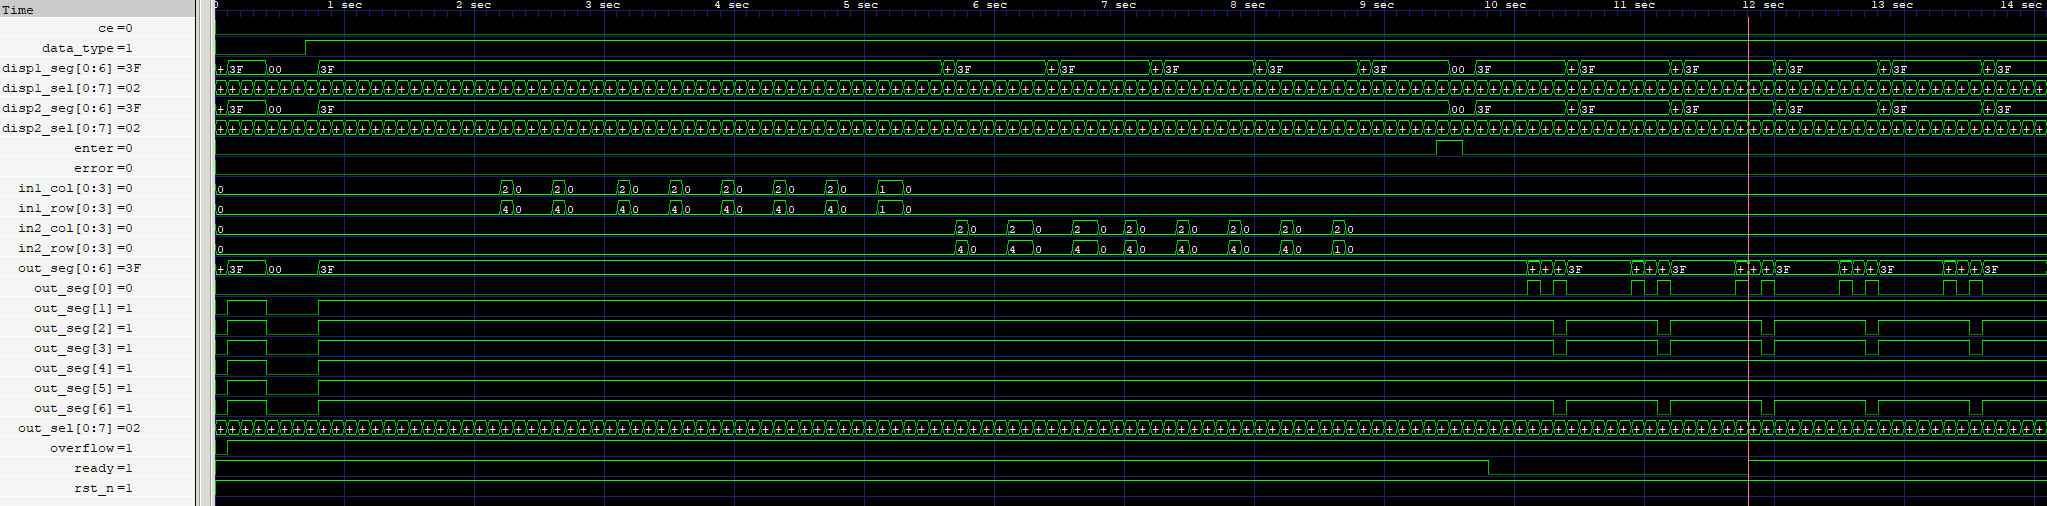 Time 0 1 sec 2 sec 3 sec 4 sec 5 sec 6 sec 7 sec 8 sec 9 sec 10 sec 11 sec 12 sec 13 sec 14 sec
ce=0
data_type=1
disp1_seg[0:6]=3F + 3F 00 3F + 3F + 3F + 3F + 3F + 3F 00 3F + 3F + 3F + 3F + 3F + 3F
disp1_sel[0:7]=02
disp2_seg[0:6]=3F + 3F 00 3F 00 3F + 3F + 3F + 3F + 3F + 3F
disp2_sel[0:7]=02
enter=0
error=0
in1_col[0:3]=0 0 2 0 2 0 2 0 2 0 2 0 2 0 2 0 1 0
in1_row[0:3]=0 0 4 0 4 0 4 0 4 0 4 0 4 0 4 0 1 0
in2_col[0:3]=0 0 2 0 2 0 2 0 2 0 2 0 2 0 2 0 2 0
in2_row[0:3]=0 0 4 0 4 0 4 0 4 0 4 0 4 0 4 0 1 0
out_seg[0:6]=3F + 3F 00 3F + + + 3F + + + 3F + + + 3F + + + 3F + + + 3F
out_seg[0]=0
out_seg[1]=1
out_seg[2]=1
out_seg[3]=1
out_seg[4]=1
out_seg[5]=1
out_seg[6]=1
out_sel[0:7]=02
overflow=1
ready=1
rst_n=1